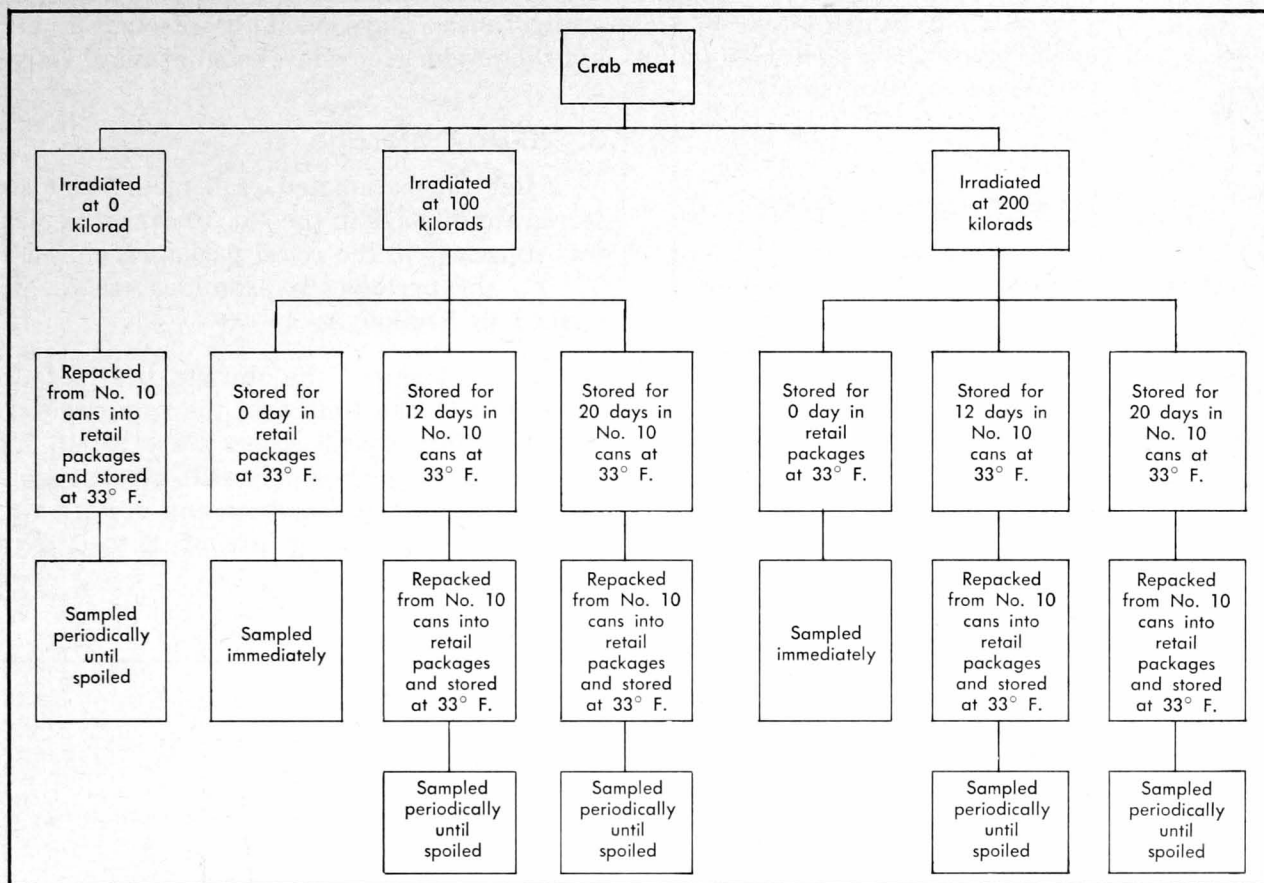 Crab meat
Irradiated
at 0
kilorad
Irradiated
at 100
kilorads
Irradiated
at 200
kilorads
Repacked
from No. 10
cans into
retail
packages
and stored
at 33° F.
Stored for
0 day in
retail
packages
at 33° F.
Stored for
12 days in
No. 10
cans at
33° F.
Stored for
20 days in
No. 10
cans at
33° F.
Stored for
0 day in
retail
packages
at 33° F.
Stored for
12 days in
No. 10
cans at
33° F.
Stored for
20 days in
No. 10
cans at
33° F.
Sampled
periodically
until
spoiled
Sampled
immediately
Repacked
from No. 10
cans into
retail
packages
and stored
at 33° F.
Repacked
from No. 10
cans into
retail
packages
and stored
at 33° F.
Sampled
immediately
Repacked
from No. 10
cans into
retail
packages
and stored
at 33° F.
Repacked
from No. 10
cans into
retail
packages
and stored
at 33° F.
Sampled
periodically
until
spoiled
Sampled
periodically
until
spoiled
Sampled
periodically
until
spoiled
Sampled
periodically
until
spoiled